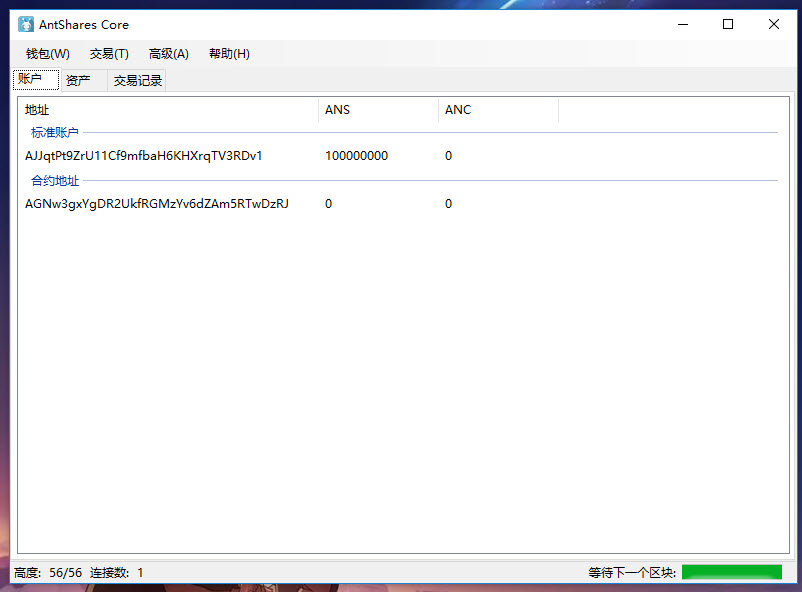 AntShares Core
钱包(W) 交易(T) 高级(A) 帮助(H)
账户 资产 交易记录
地址 ANS ANC
标准账户
AJJqtPt9ZrU11Cf9mfbaH6KHXrqTV3RDv1 100000000 0
合约地址
AGNw3gxYgDR2UkfRGMzYv6dZAm5RTwDzRJ 0 0
高度: 56/56 连接数: 1 等待下一个区块: